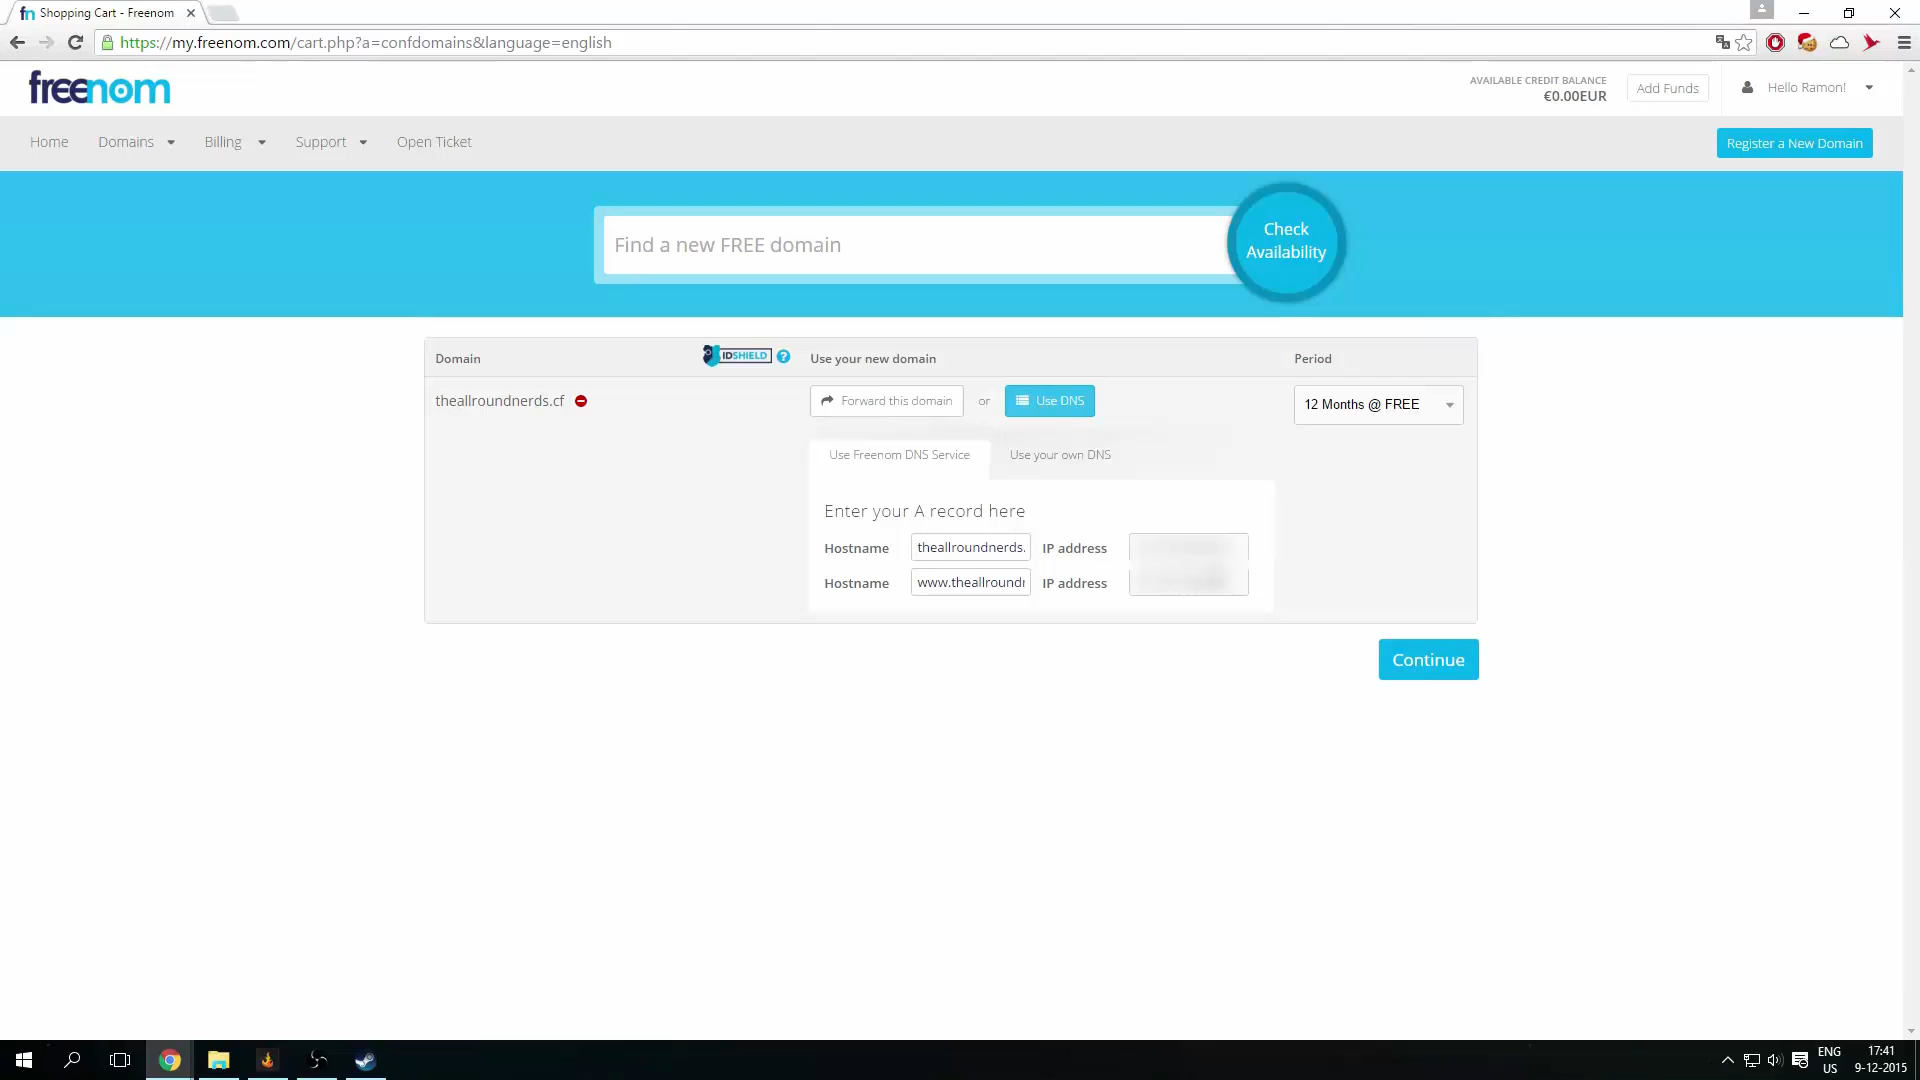 Shopping Cart - Freenom
https://my.freenom.com/cart.php?a=confdomains&language=english
freenom
AVAILABLE CREDIT BALANCE
€0.00EUR
Add Funds
Hello Ramon!
Home
Domains
Billing
Support
Open Ticket
Register a New Domain
Find a new FREE domain
Check
Availability
Domain
IDSHIELD
?
Use your new domain
Period
theallroundnerds.cf
Forward this domain
or
Use DNS
12 Months @ FREE
Use Freenom DNS Service
Use your own DNS
Enter your A record here
Hostname
theallroundnerds.
IP address
Hostname
www.theallroundr
IP address
Continue
ENG
US
17:41
9-12-2015